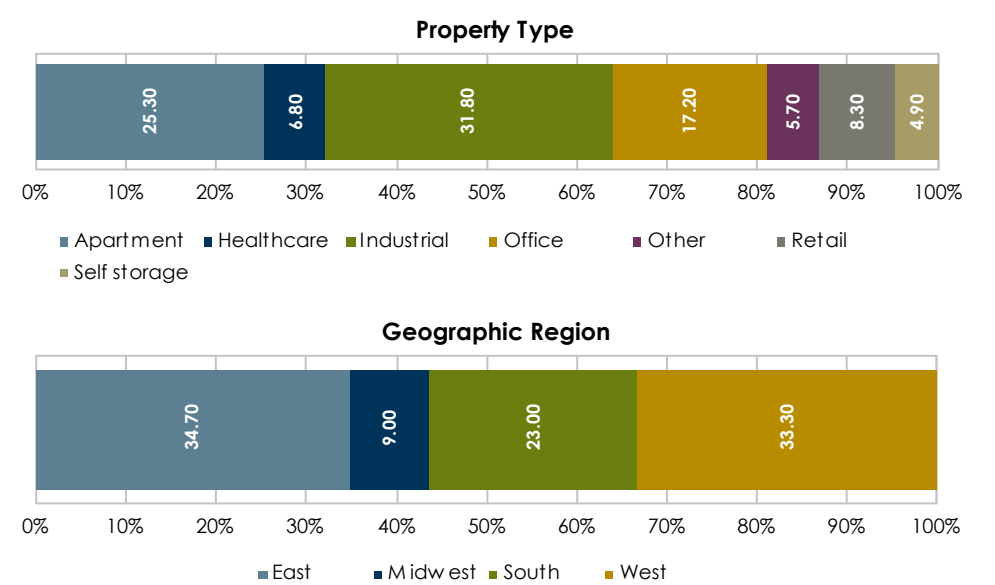 Property Type
25.30 6.80 31.80 17.20 5.70 8.30 4.90
0% 10% 20% 30% 40% 50% 60% 70% 80% 90% 100%
Apartment Healthcare Industrial Office Other Retail
Self storage
Geographic Region
34.70 9.00 23.00 33.30
0% 10% 20% 30% 40% 50% 60% 70% 80% 90% 100%
East Midwest South West